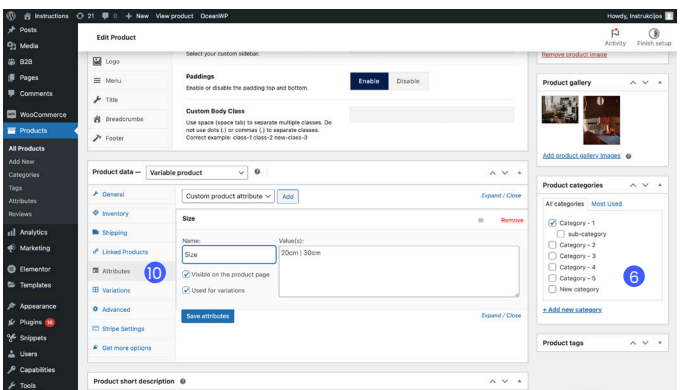 Instructions 21 0 + New View product OceanWP Howdy, Instrukcijos
Posts
Media
B2B
Pages
Comments
WooCommerce
Products
All Products
Add New
Categories
Tags
Attributes
Reviews
Analytics
Marketing
Elementor
Templates
Appearance
Plugins
Snippets
Users
Capabilities
Tools
Edit Product
Activity Finish setup
Select your custom sidebar.
Logo
Menu
Title
Breadcrumbs
Footer
Paddings
Enable or disable the padding top and bottom.
Enable Disable
Custom Body Class
Use space (space tab) to separate multiple classes. Do
not use dots (.) or commas (,) to separate classes.
Correct example: class-1 class-2 new-class-3
Product data — Variable product
General
Inventory
Shipping
Linked Products
Attributes 10
Variations
Advanced
Stripe Settings
Get more options
Custom product attribute Add Expand / Close
Size Remove
Name: Value(s):
Size 20cm | 30cm
Visible on the product page
Used for variations
Save attributes Expand / Close
Product short description
Remove product image
Product gallery
Add product gallery images
Product categories
All categories Most Used
Category - 1
sub-category
Category - 2
Category - 3
Category - 4
Category - 5
New category
6
+ Add new category
Product tags